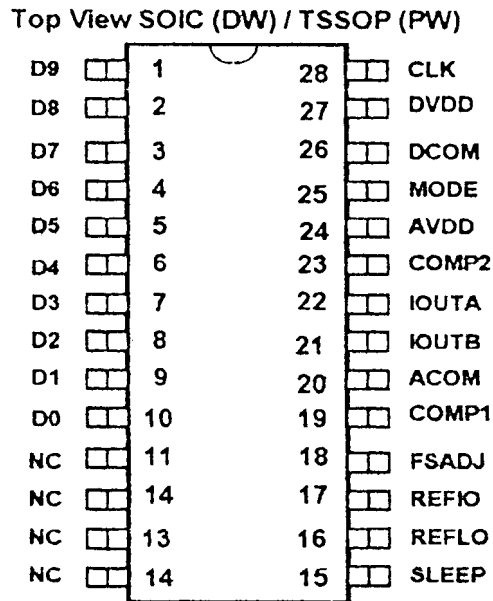 Top View SOIC (DW) / TSSOP (PW)
D9 1 28 CLK
D8 2 27 DVDD
D7 3 26 DCOM
D6 4 25 MODE
D5 5 24 AVDD
D4 6 23 COMP2
D3 7 22 IOUTA
D2 8 21 IOUTB
D1 9 20 ACOM
D0 10 19 COMP1
NC 11 18 FSADJ
NC 14 17 REFIO
NC 13 16 REFLO
NC 14 15 SLEEP